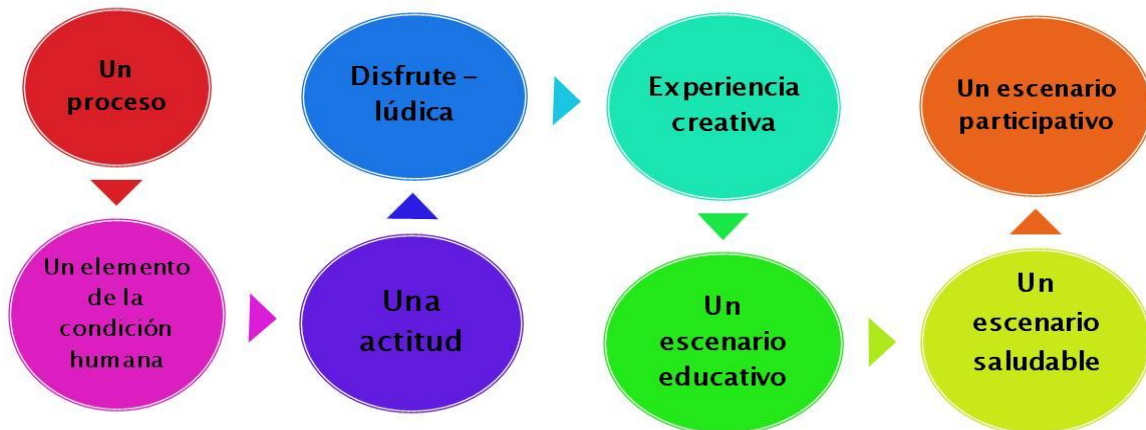 Un
proceso
Un elemento
de la
condición
humana
Una
actitud
Disfrute –
lúdica
Experiencia
creativa
Un
escenario
educativo
Un
escenario
saludable
Un escenario
participativo